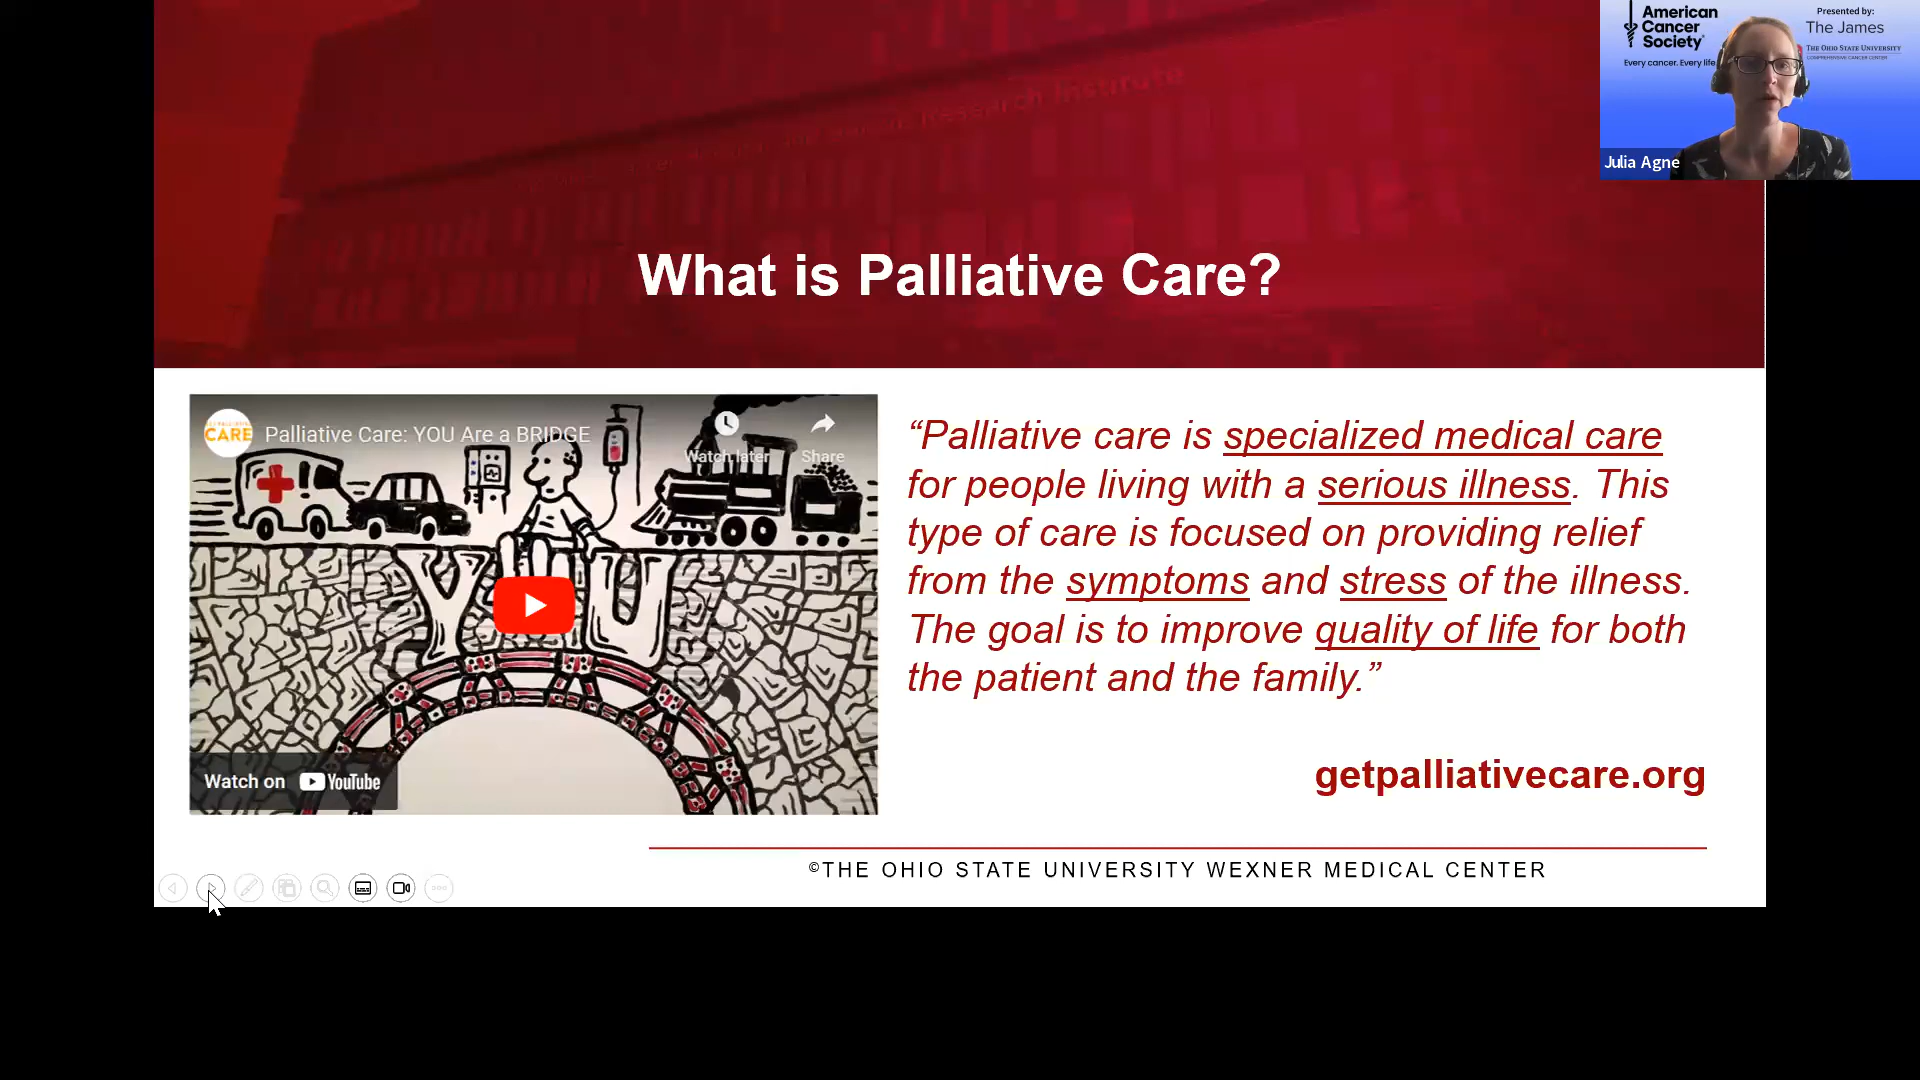 American
Cancer
Society
Every cancer. Every life.
Presented by:
The James
THE OHIO STATE UNIVERSITY
COMPREHENSIVE CANCER CENTER
Julia Agne
Research Institute
What is Palliative Care?
CARE
Palliative Care: YOU Are a BRIDGE
Watch later
Share
YOU
Watch on YouTube
“Palliative care is specialized medical care
for people living with a serious illness. This
type of care is focused on providing relief
from the symptoms and stress of the illness.
The goal is to improve quality of life for both
the patient and the family.”
getpalliativecare.org
©THE OHIO STATE UNIVERSITY WEXNER MEDICAL CENTER